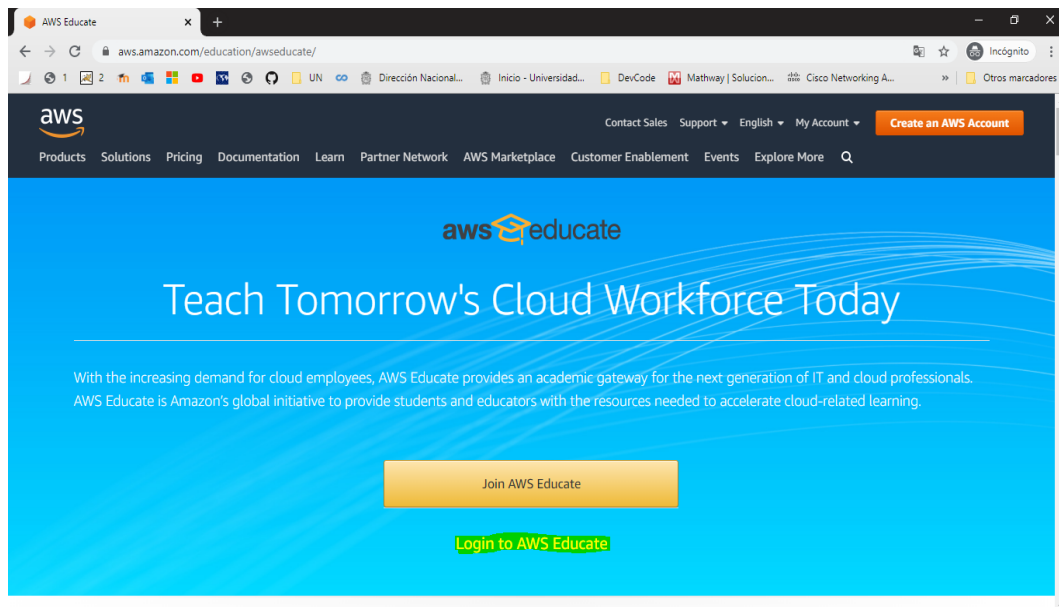 AWS Educate
aws.amazon.com/education/awseducate/
Incógnito
1 2 UN Dirección Nacional... Inicio - Universidad... DevCode Mathway | Solucion... Cisco Networking A... » Otros marcadores
aws
Contact Sales Support English My Account Create an AWS Account
Products Solutions Pricing Documentation Learn Partner Network AWS Marketplace Customer Enablement Events Explore More
aws educate
Teach Tomorrow's Cloud Workforce Today
With the increasing demand for cloud employees, AWS Educate provides an academic gateway for the next generation of IT and cloud professionals.
AWS Educate is Amazon's global initiative to provide students and educators with the resources needed to accelerate cloud-related learning.
Join AWS Educate
Login to AWS Educate